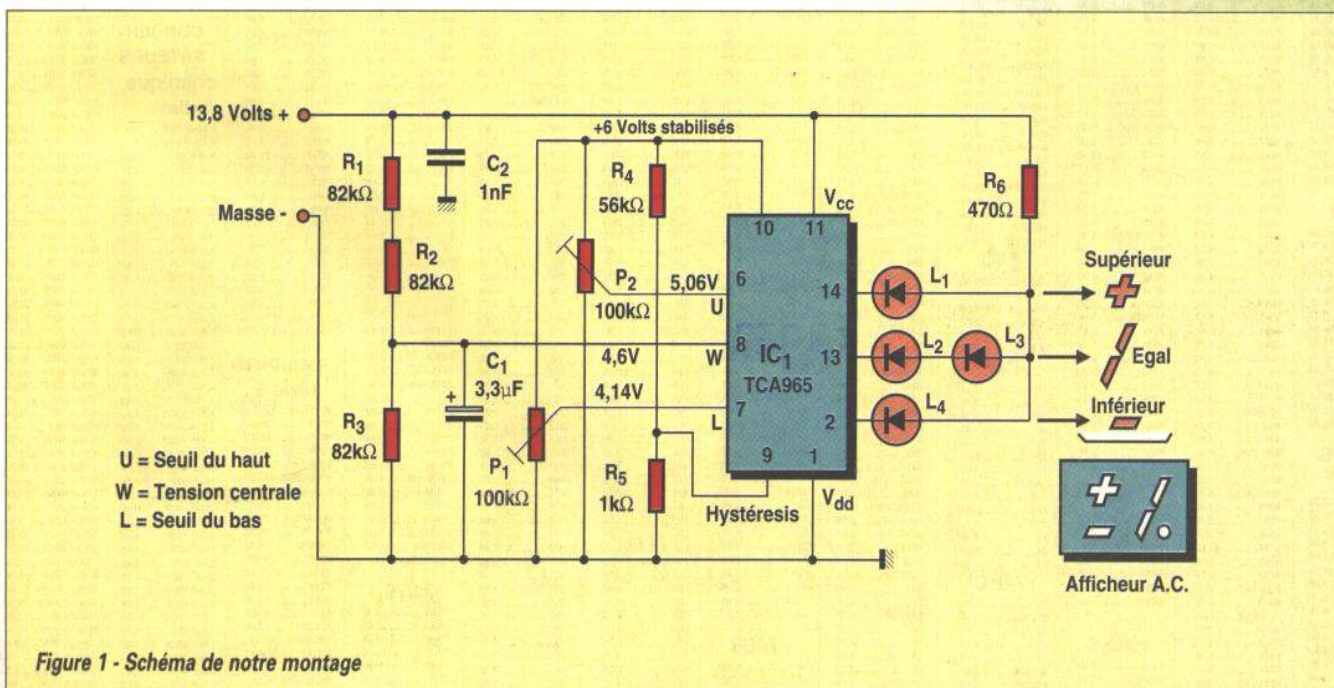 13,8 Volts +
Masse -
R1
82kΩ
R2
82kΩ
R3
82kΩ
C2
1nF
C1
+
3,3µF
+6 Volts stabilisés
R4
56kΩ
P2
100kΩ
P1
100kΩ
R5
1kΩ
5,06V
U
4,6V
W
4,14V
L
Hystéresis
Vcc
10
11
6
14
8
13
7
2
9
1
IC1
TCA965
Vdd
R6
470Ω
L1
L2
L3
L4
Supérieur
Egal
Inférieur
Afficheur A.C.
U = Seuil du haut
W = Tension centrale
L = Seuil du bas
Figure 1 - Schéma de notre montage